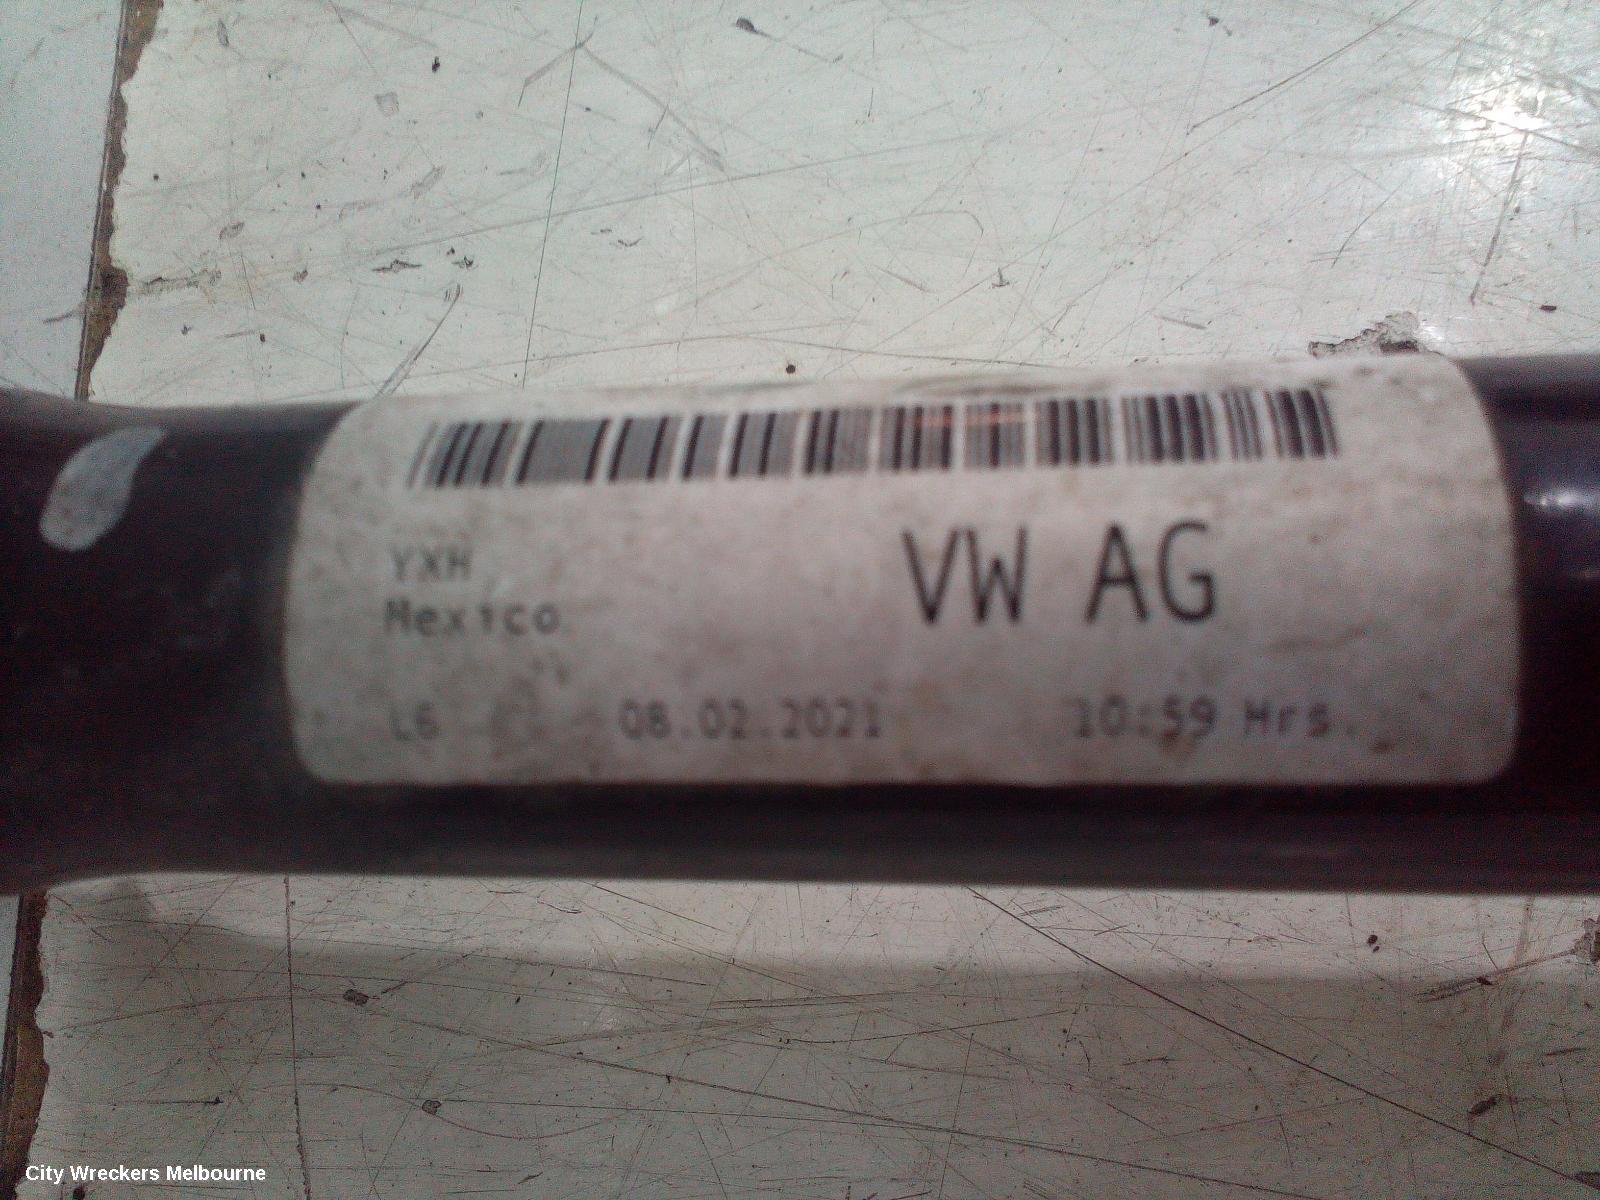 YXH
VW AG
Mexico
L6 08.02.2021 10:59 Hrs.
City Wreckers Melbourne